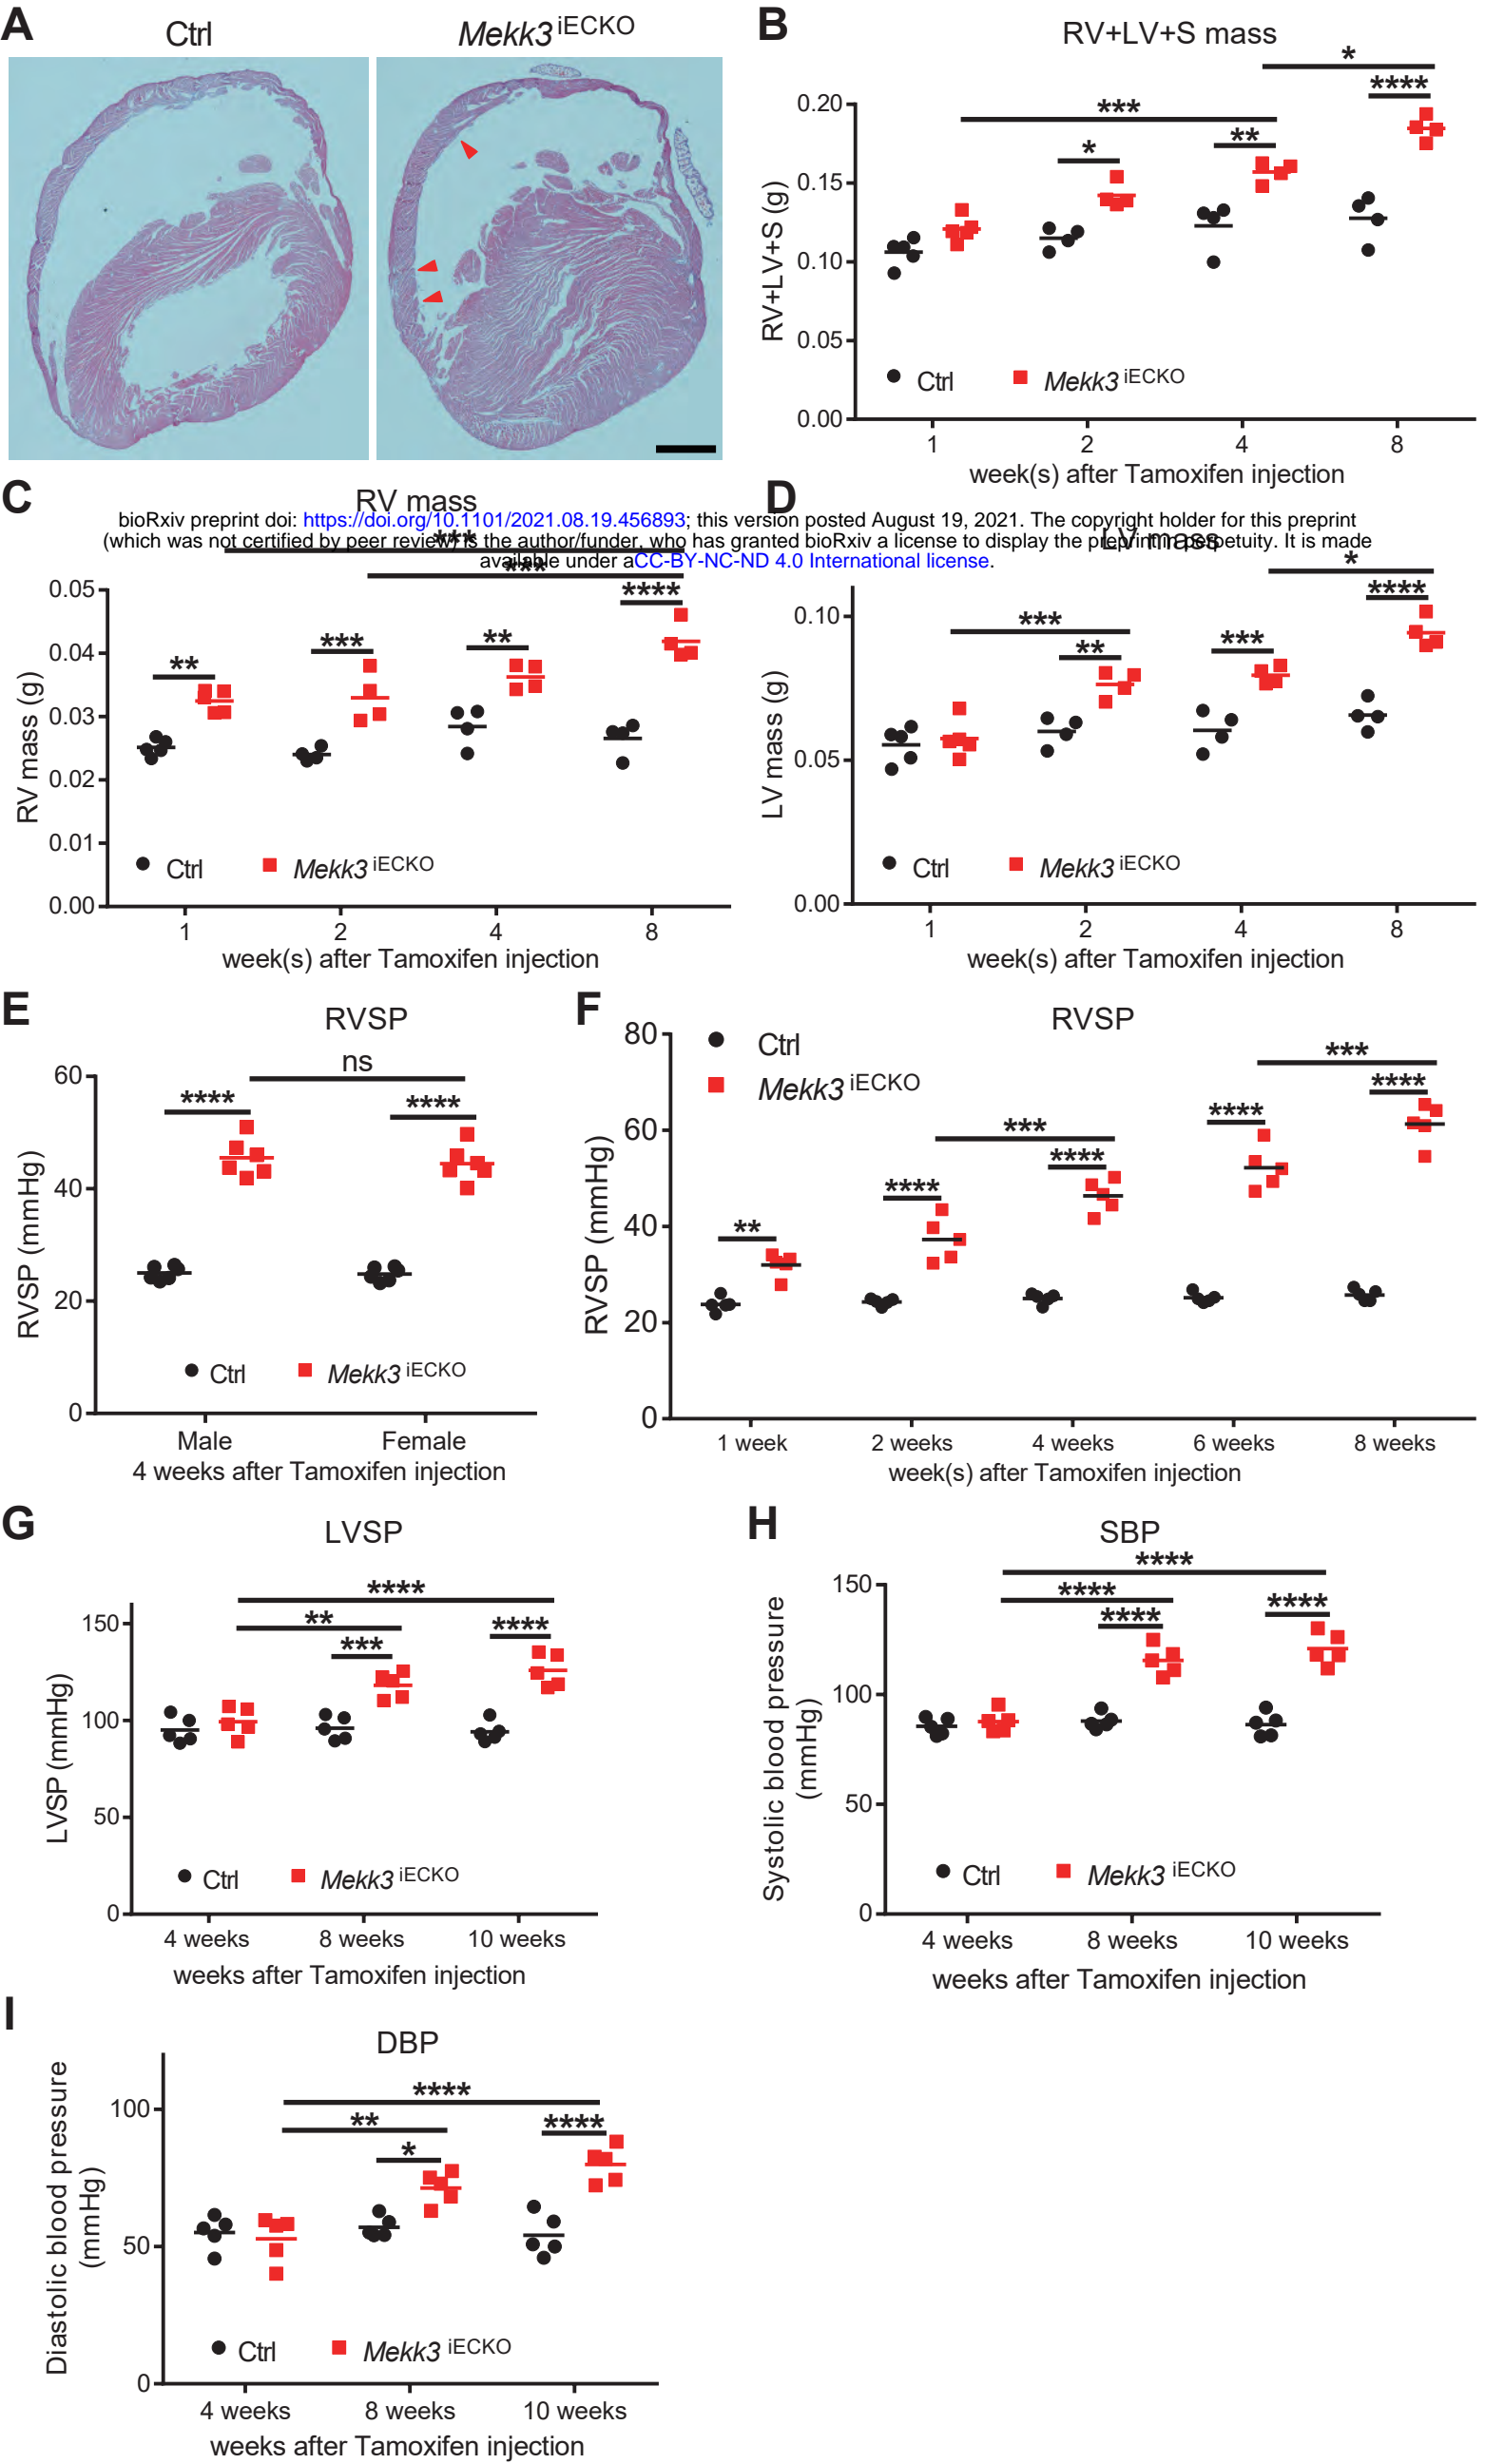 A
Ctrl
Mekk3 iECKO
B
RV+LV+S mass
*
****
***
**
*
0.20
0.15
0.10
0.05
0.00
RV+LV+S (g)
Ctrl
Mekk3 iECKO
1 2 4 8
week(s) after Tamoxifen injection
C
RV mass
D
LV mass
bioRxiv preprint doi: https://doi.org/10.1101/2021.08.19.456893; this version posted August 19, 2021. The copyright holder for this preprint
(which was not certified by peer review) is the author/funder, who has granted bioRxiv a license to display the preprint in perpetuity. It is made
available under aCC-BY-NC-ND 4.0 International license.
***
***
****
**
***
**
0.05
0.04
0.03
0.02
0.01
0.00
RV mass (g)
Ctrl
Mekk3 iECKO
1 2 4 8
week(s) after Tamoxifen injection
*
****
***
**
***
0.10
0.05
0.00
LV mass (g)
Ctrl
Mekk3 iECKO
1 2 4 8
week(s) after Tamoxifen injection
E
RVSP
ns
****
****
60
40
20
0
RVSP (mmHg)
Ctrl
Mekk3 iECKO
Male Female
4 weeks after Tamoxifen injection
F
RVSP
Ctrl
Mekk3 iECKO
***
****
****
***
****
****
**
80
60
40
20
0
RVSP (mmHg)
1 week 2 weeks 4 weeks 6 weeks 8 weeks
week(s) after Tamoxifen injection
G
LVSP
****
**
***
****
150
100
50
0
LVSP (mmHg)
Ctrl
Mekk3 iECKO
4 weeks 8 weeks 10 weeks
weeks after Tamoxifen injection
H
SBP
****
****
****
****
150
100
50
0
Systolic blood pressure
(mmHg)
Ctrl
Mekk3 iECKO
4 weeks 8 weeks 10 weeks
weeks after Tamoxifen injection
I
DBP
****
**
*
****
100
50
0
Diastolic blood pressure
(mmHg)
Ctrl
Mekk3 iECKO
4 weeks 8 weeks 10 weeks
weeks after Tamoxifen injection